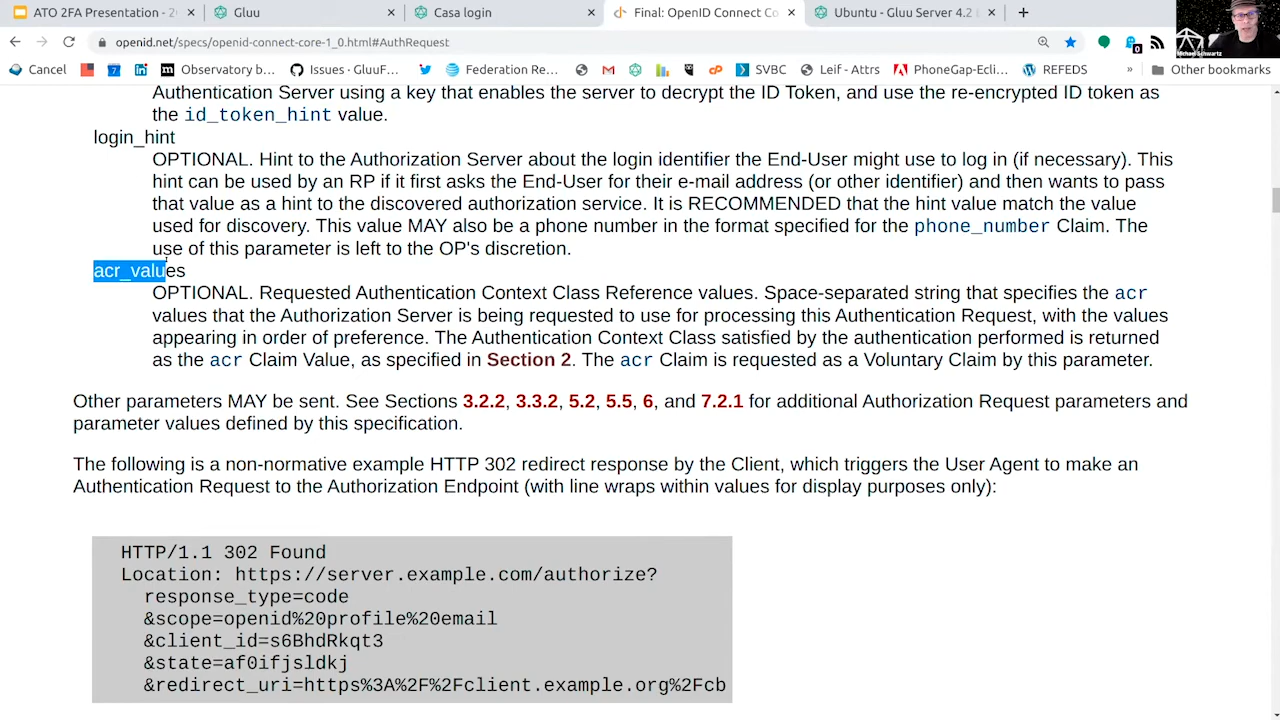 ATO 2FA Presentation - 2
Gluu
Casa login
Final: OpenID Connect Co
Ubuntu - Gluu Server 4.2
openid.net/specs/openid-connect-core-1_0.html#AuthRequest
Michael Schwartz
Cancel
Observatory b...
Issues · GluuF...
Federation Re...
SVBC
Leif - Attrs
PhoneGap-Ecli...
REFEDS
»
Other bookmarks
Authentication Server using a key that enables the server to decrypt the ID Token, and use the re-encrypted ID token as
the id_token_hint value.
login_hint
OPTIONAL. Hint to the Authorization Server about the login identifier the End-User might use to log in (if necessary). This
hint can be used by an RP if it first asks the End-User for their e-mail address (or other identifier) and then wants to pass
that value as a hint to the discovered authorization service. It is RECOMMENDED that the hint value match the value
used for discovery. This value MAY also be a phone number in the format specified for the phone_number Claim. The
use of this parameter is left to the OP's discretion.
acr_values
OPTIONAL. Requested Authentication Context Class Reference values. Space-separated string that specifies the acr
values that the Authorization Server is being requested to use for processing this Authentication Request, with the values
appearing in order of preference. The Authentication Context Class satisfied by the authentication performed is returned
as the acr Claim Value, as specified in Section 2. The acr Claim is requested as a Voluntary Claim by this parameter.
Other parameters MAY be sent. See Sections 3.2.2, 3.3.2, 5.2, 5.5, 6, and 7.2.1 for additional Authorization Request parameters and
parameter values defined by this specification.
The following is a non-normative example HTTP 302 redirect response by the Client, which triggers the User Agent to make an
Authentication Request to the Authorization Endpoint (with line wraps within values for display purposes only):
HTTP/1.1 302 Found
Location: https://server.example.com/authorize?
response_type=code
&scope=openid%20profile%20email
&client_id=s6BhdRkqt3
&state=af0ifjsldkj
&redirect_uri=https%3A%2F%2Fclient.example.org%2Fcb